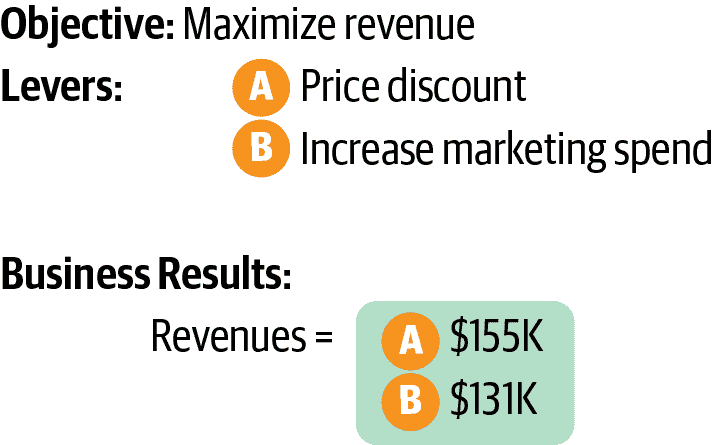 Objective: Maximize revenue
Levers: A Price discount
B Increase marketing spend
Business Results:
Revenues = A $155K
B $131K